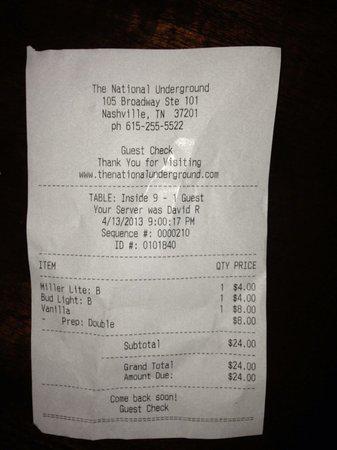 The National Underground
105 Broadway Ste 101
Nashville, TN 37201
ph 615-255-5522
Guest Check
Thank You for Visiting
www.thenationalunderground.com
TABLE: Inside 9 - 1 Guest
Your Server was David R
4/13/2013 9:00:17 PM
Sequence #: 0000210
ID #: 0101840
ITEM QTY PRICE
Miller Lite: B 1 $4.00
Bud Light: B 1 $4.00
Vanilla 1 $8.00
- Prep: Double $8.00
Subtotal $24.00
Grand Total $24.00
Amount Due: $24.00
Come back soon!
Guest Check